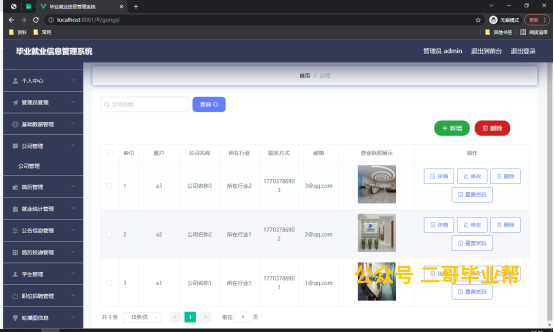 毕业就业信息管理系统
localhost:8081/#/gongsi
无痕模式
更新
资料
常用
其他书签
阅读清单
毕业就业信息管理系统
管理员 admin
退出到前台
退出登录
个人中心
管理员管理
基础数据管理
公司管理
公司管理
简历管理
就业统计管理
公告信息管理
简历投递管理
学生管理
职位招聘管理
轮播图信息
首页 / 公司
公司名称
查询
新增
删除
索引 账户 公司名称 所在行业 联系方式 邮箱 营业执照展示 操作
1 a3 公司名称3 所在行业2 17703786903 3@qq.com 详情 修改 删除 重置密码
2 a2 公司名称2 所在行业1 17703786902 2@qq.com 详情 修改 删除 重置密码
3 a1 公司名称1 所在行业1 17703786901 1@qq.com 详情 修改 删除 重置密码
公众号 二哥毕业帮
共 3 条 10条/页 1 前往 1 页